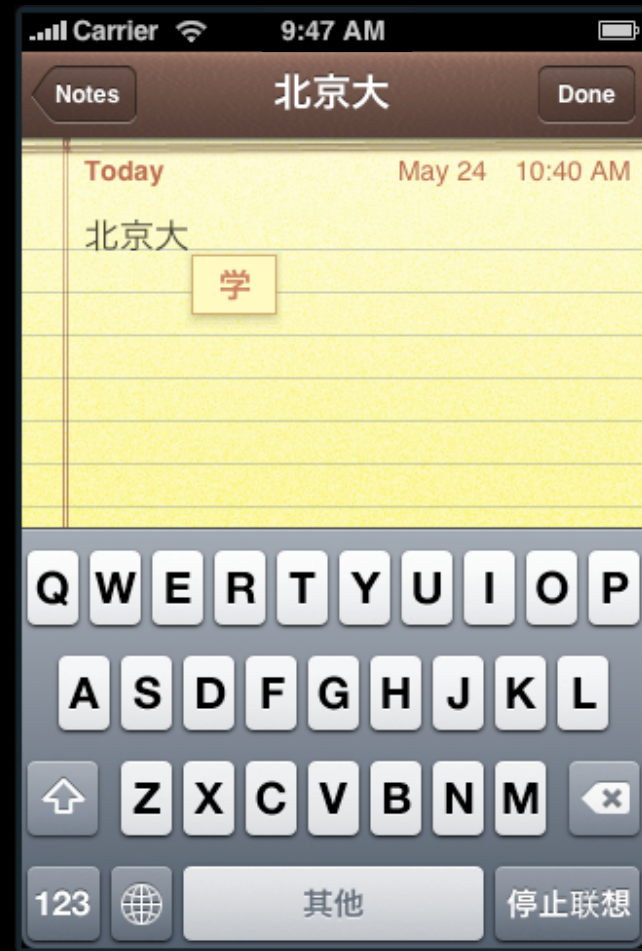 Carrier 9:47 AM
Notes 北京大 Done
Today May 24 10:40 AM
北京大
学
Q W E R T Y U I O P
A S D F G H J K L
Z X C V B N M
123 其他 停止联想